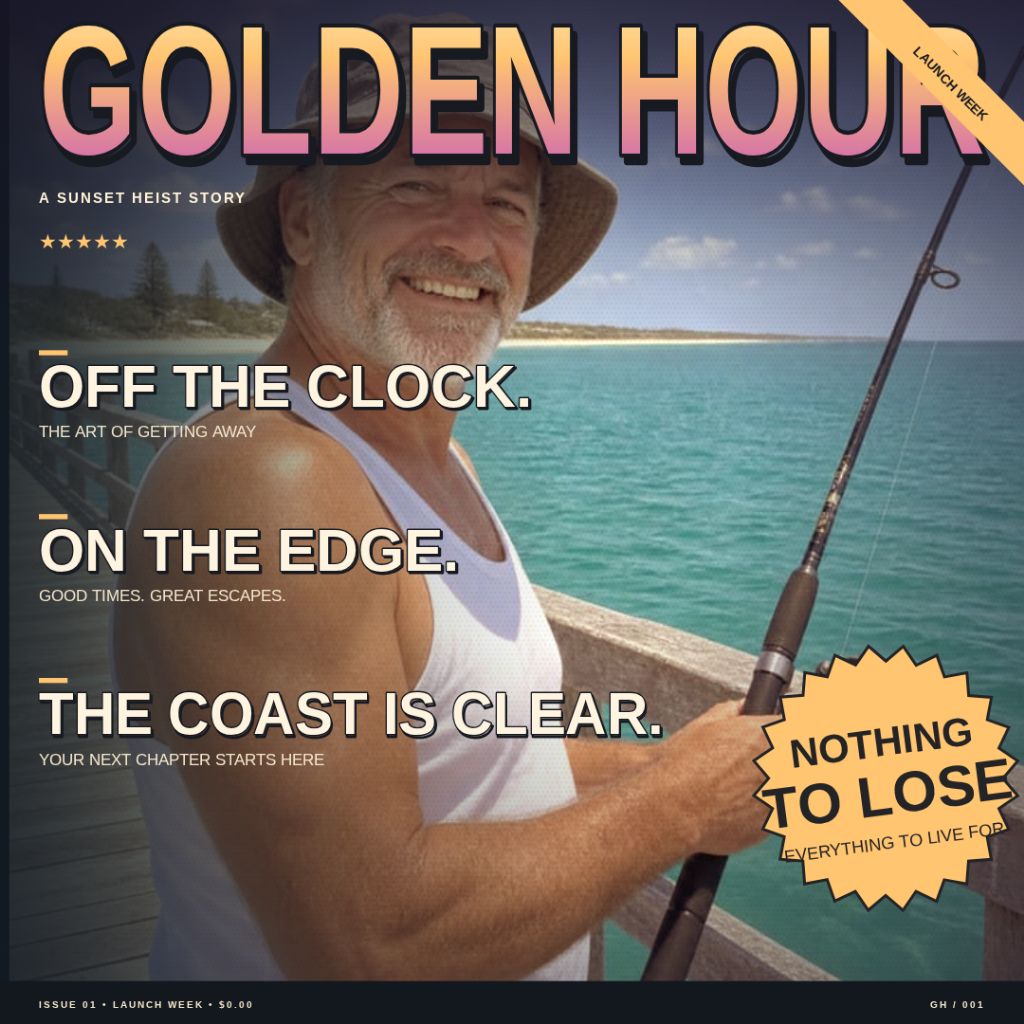 GOLDEN HOUR
LAUNCH WEEK
A SUNSET HEIST STORY
★★★★★
OFF THE CLOCK.
THE ART OF GETTING AWAY
ON THE EDGE.
GOOD TIMES. GREAT ESCAPES.
THE COAST IS CLEAR.
YOUR NEXT CHAPTER STARTS HERE
NOTHING
TO LOSE
EVERYTHING TO LIVE FOR
ISSUE 01 • LAUNCH WEEK • $0.00
GH / 001